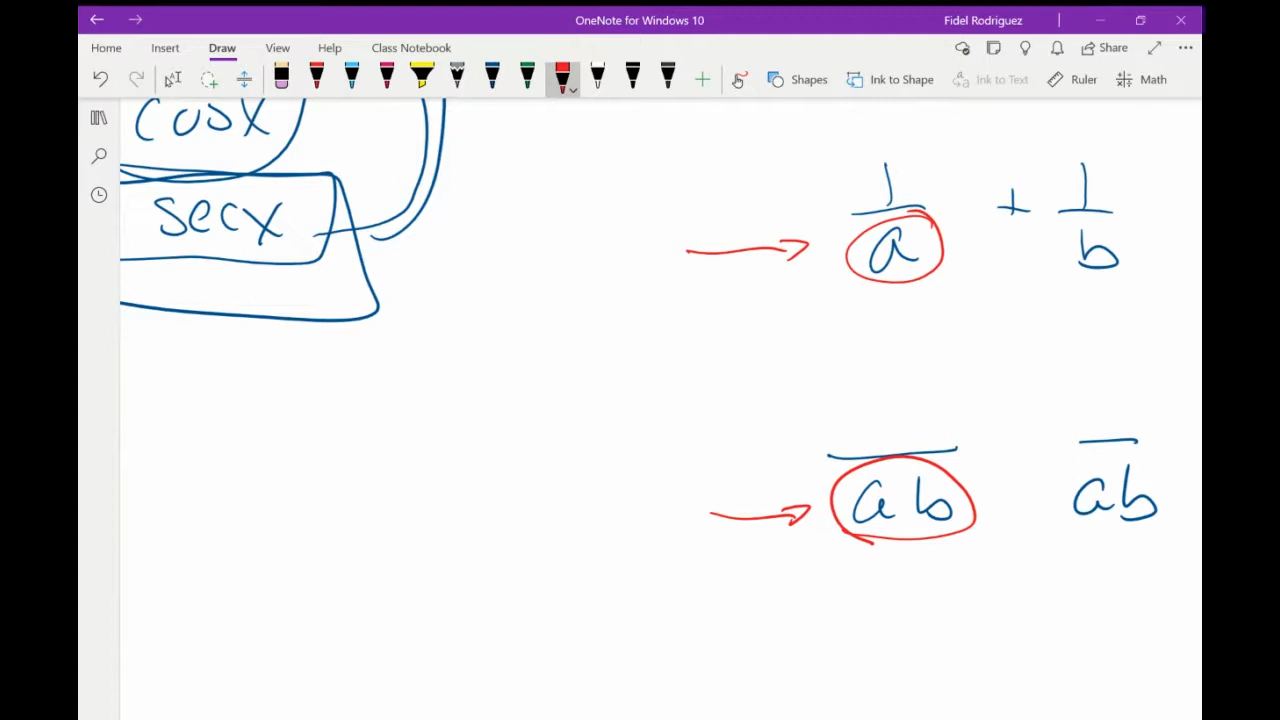 OneNote for Windows 10
Fidel Rodriguez
Home Insert Draw View Help Class Notebook Share
Shapes Ink to Shape Ink to Text Ruler Math
cosx
secx
1 + 1
a b
ab ab